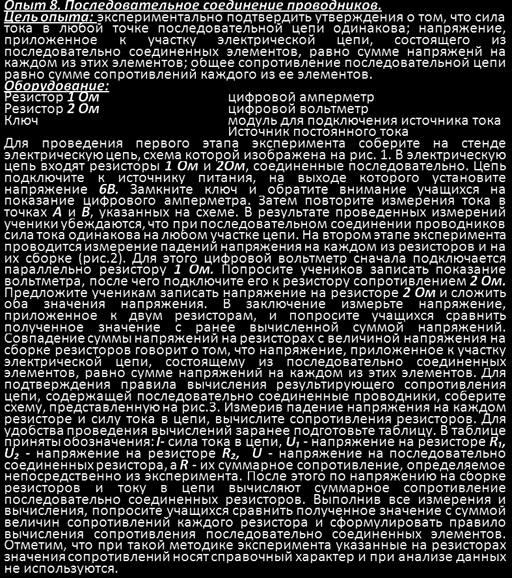 Опыт 8. Последовательное соединение проводников.
Цель опыта: экспериментально подтвердить утверждения о том, что сила
тока в любой точке последовательной цепи одинакова; напряжение,
приложенное к участку электрической цепи, состоящего из
последовательно соединенных элементов, равно сумме напряжений на
каждом из этих элементов; общее сопротивление последовательной цепи
равно сумме сопротивлений каждого из ее элементов.
Оборудование:
Резистор 1 Ом цифровой амперметр
Резистор 2 Ом цифровой вольтметр
Ключ модуль для подключения источника тока
Источник постоянного тока
Для проведения первого этапа эксперимента соберите на стенде
электрическую цепь, схема которой изображена на рис. 1. В электрическую
цепь входят резисторы 1 Ом и 2Ом, соединенные последовательно. Цепь
подключите к источнику питания, на выходе которого установите
напряжение 6В. Замкните ключ и обратите внимание учащихся на
показание цифрового амперметра. Затем повторите измерения тока в
точках А и В, указанных на схеме. В результате проведенных измерений
ученики убеждаются, что при последовательном соединении проводников
сила тока одинакова на любом участке цепи. На втором этапе эксперимента
проводится измерение падений напряжения на каждом из резисторов и на
их сборке (рис.2). Для этого цифровой вольтметр сначала подключается
параллельно резистору 1 Ом. Попросите учеников записать показание
вольтметра, после чего подключите его к резистору сопротивлением 2 Ом.
Предложите ученикам записать напряжение на резисторе 2 Ом и сложить
оба значения напряжения. В заключение измерьте напряжение,
приложенное к двум резисторам, и попросите учащихся сравнить
полученное значение с ранее вычисленной суммой напряжений.
Совпадение суммы напряжений на резисторах с величиной напряжения на
сборке резисторов говорит о том, что напряжение, приложенное к участку
электрической цепи, состоящему из последовательно соединенных
элементов, равно сумме напряжений на каждом из этих элементов. Для
подтверждения правила вычисления результирующего сопротивления
цепи, содержащей последовательно соединенные проводники, соберите
схему, представленную на рис.3. Измерив падение напряжения на каждом
резисторе и силу тока в цепи, вычислите сопротивления резисторов. Для
удобства проведения вычислений заранее подготовьте таблицу. В таблице
приняты обозначения: I- сила тока в цепи, U₁ - напряжение на резисторе R₁,
U₂ - напряжение на резисторе R₂, U - напряжение на последовательно
соединенных резистора, а R - их суммарное сопротивление, определяемое
непосредственно из эксперимента. После этого по напряжению на сборке
резисторов и току в цепи вычисляют суммарное сопротивление
последовательно соединенных резисторов. Выполнив все измерения и
вычисления, попросите учащихся сравнить полученное значение с суммой
величин сопротивлений каждого резистора и сформулировать правило
вычисления сопротивления последовательно соединенных элементов.
Отметим, что при такой методике эксперимента указанные на резисторах
значения сопротивлений носят справочный характер и при анализе данных
не используются.